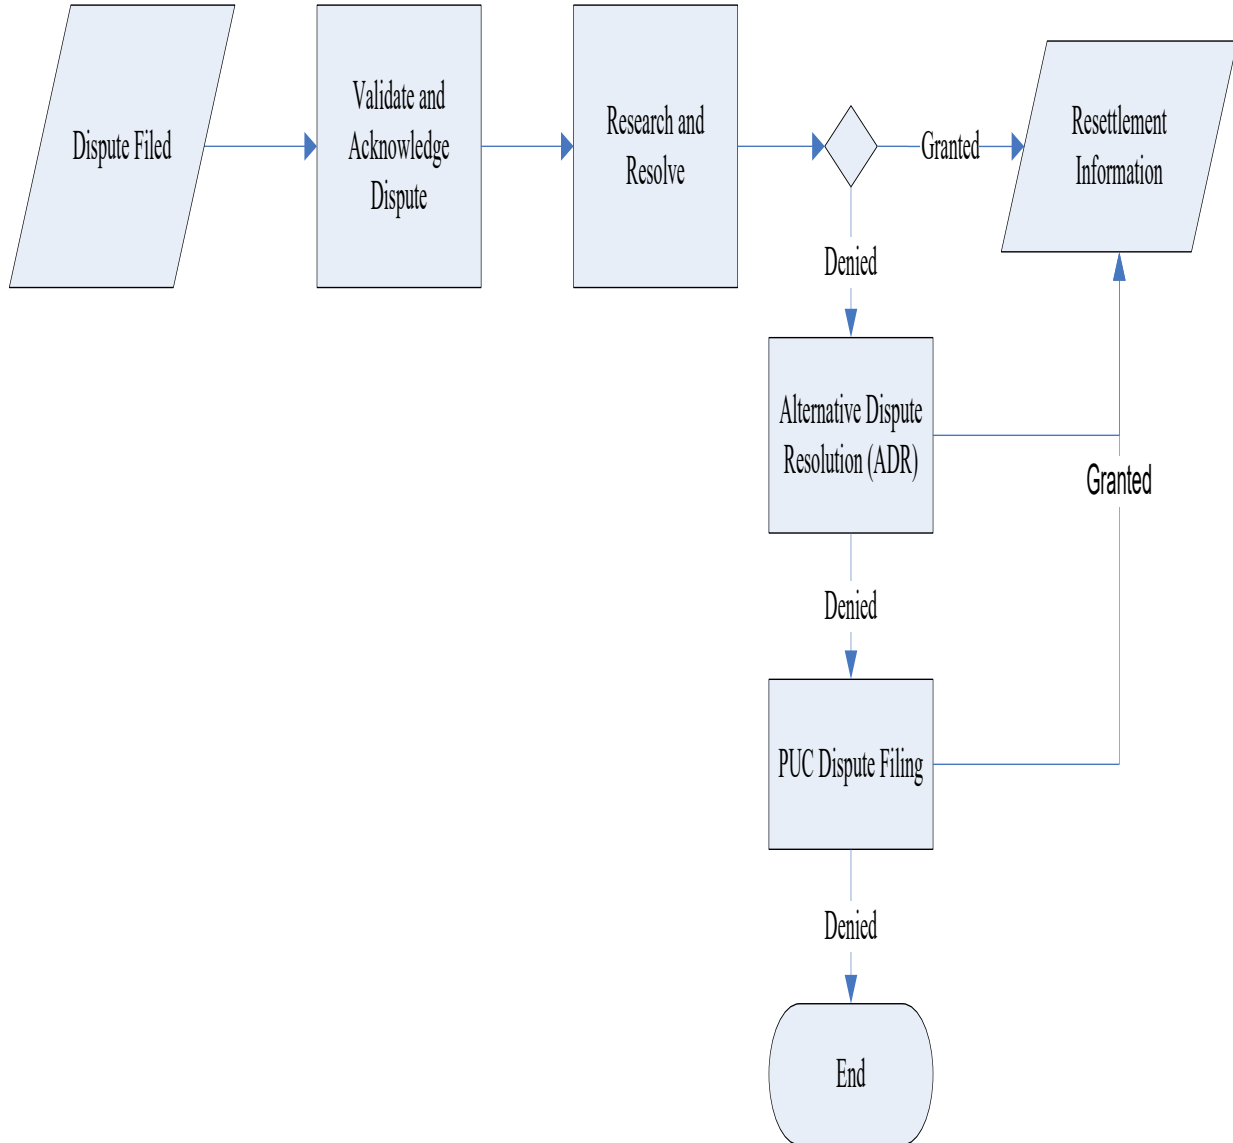 Dispute Filed
Validate and
Acknowledge
Dispute
Research and
Resolve
Granted
Resettlement
Information
Denied
Alternative Dispute
Resolution (ADR)
Granted
Denied
PUC Dispute Filing
Denied
End